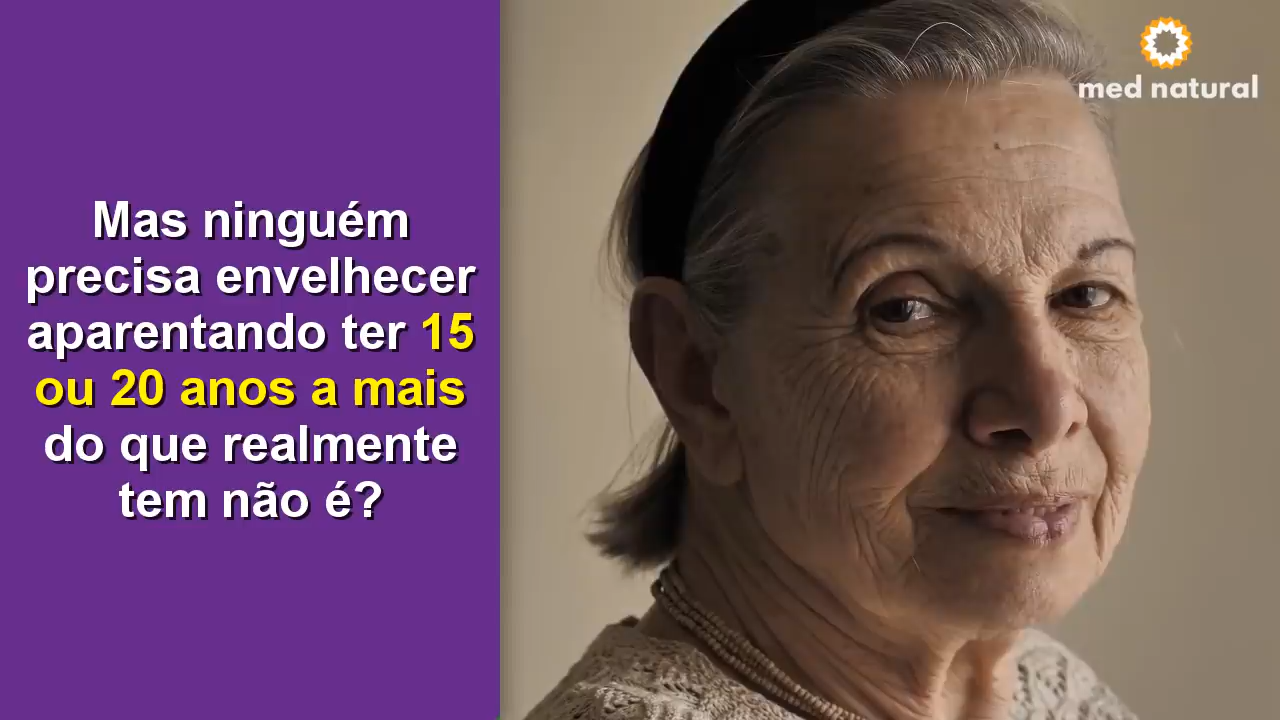 med natural
Mas ninguém
precisa envelhecer
aparentando ter 15
ou 20 anos a mais
do que realmente
tem não é?